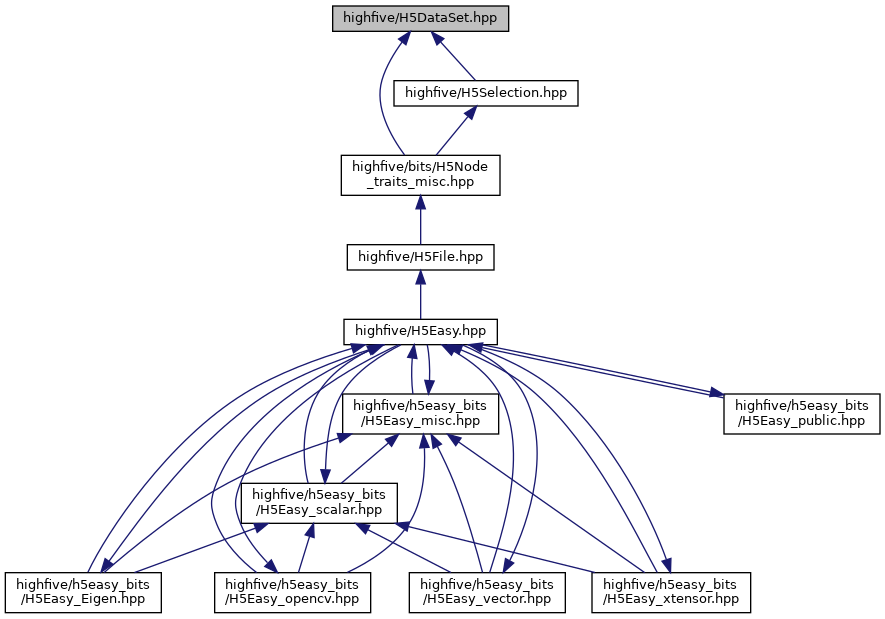 highfive/H5DataSet.hpp
highfive/H5Selection.hpp
highfive/bits/H5Node
_traits_misc.hpp
highfive/H5File.hpp
highfive/H5Easy.hpp
highfive/h5easy_bits
/H5Easy_misc.hpp
highfive/h5easy_bits
/H5Easy_public.hpp
highfive/h5easy_bits
/H5Easy_scalar.hpp
highfive/h5easy_bits
/H5Easy_Eigen.hpp
highfive/h5easy_bits
/H5Easy_opencv.hpp
highfive/h5easy_bits
/H5Easy_vector.hpp
highfive/h5easy_bits
/H5Easy_xtensor.hpp